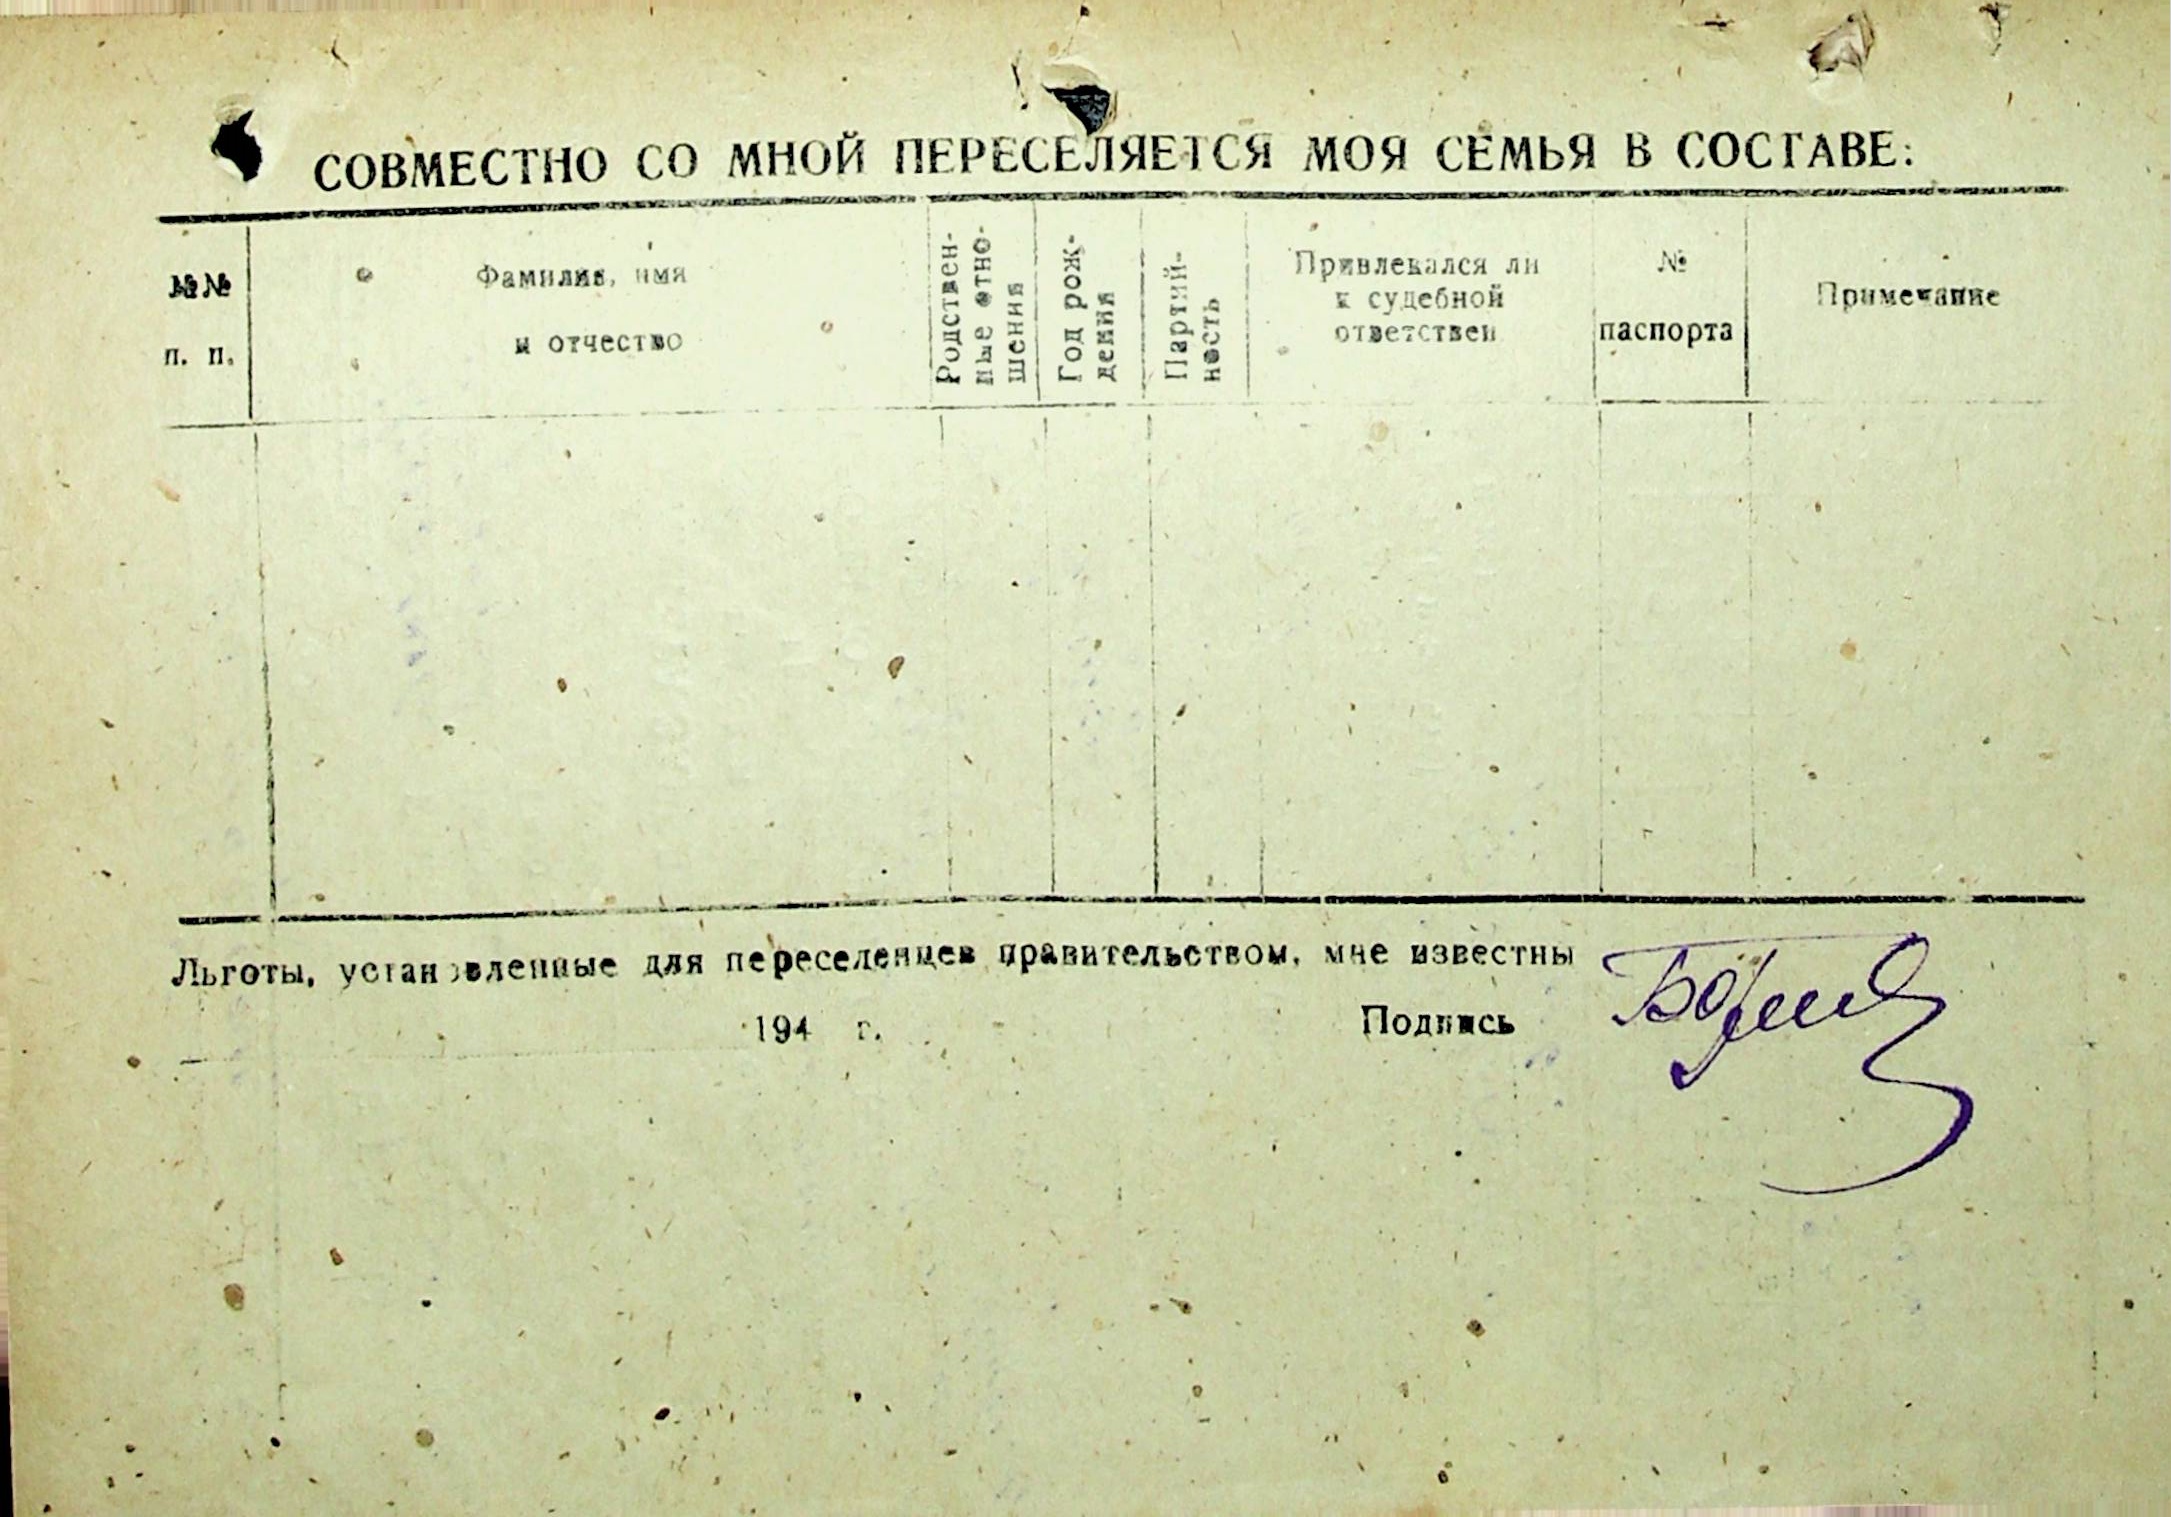 СОВМЕСТНО СО МНОЙ ПЕРЕСЕЛЯЕТСЯ МОЯ СЕМЬЯ В СОСТАВЕ:
№№
п. п.
Фамилия, имя
и отчество
Родствен-
ные отно-
шения
Год рож-
дения
Партий-
ность
Привлекался ли
к судебной
ответствен
№
паспорта
Примечание
Льготы, установленные для переселенцев правительством, мне известны
194 г.
Подпись